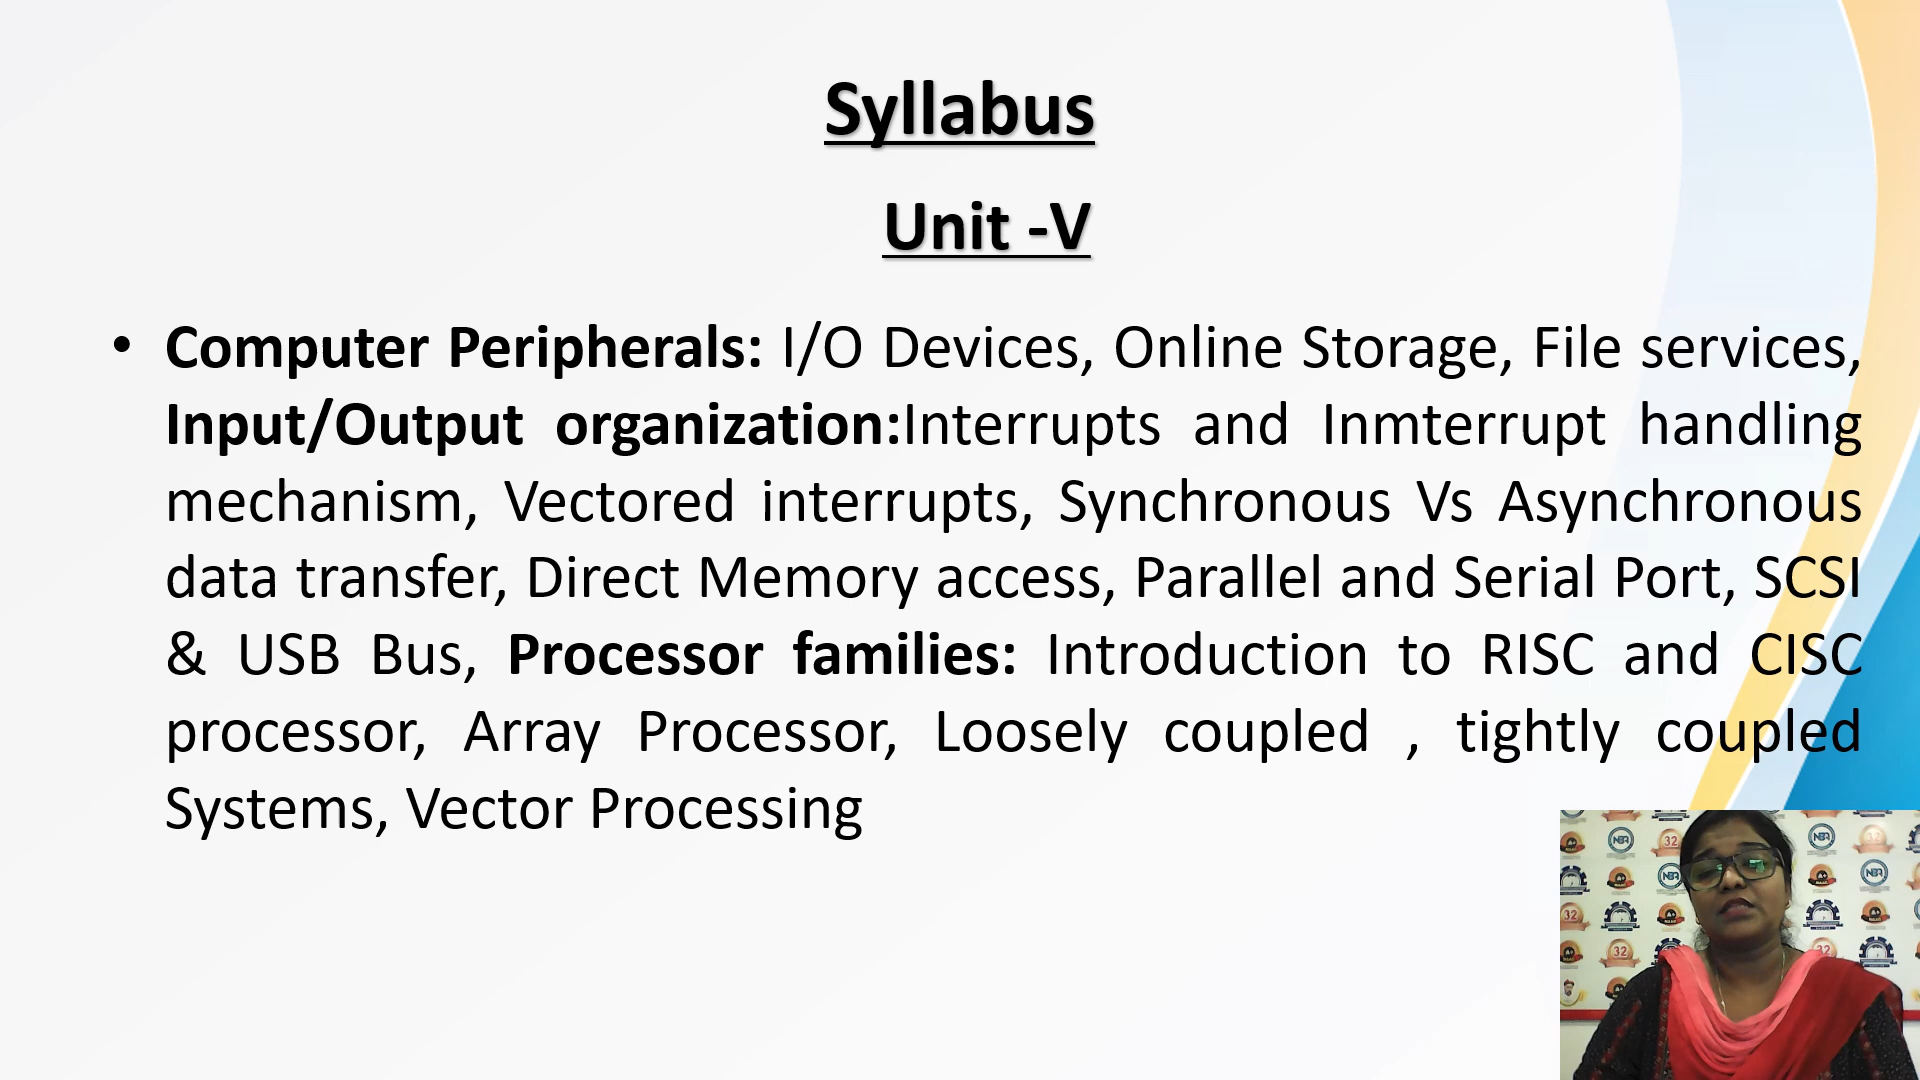 Syllabus
Unit -V
• Computer Peripherals: I/O Devices, Online Storage, File services,
Input/Output organization:Interrupts and Inmterrupt handling
mechanism, Vectored interrupts, Synchronous Vs Asynchronous
data transfer, Direct Memory access, Parallel and Serial Port, SCSI
& USB Bus, Processor families: Introduction to RISC and CISC
processor, Array Processor, Loosely coupled , tightly coupled
Systems, Vector Processing